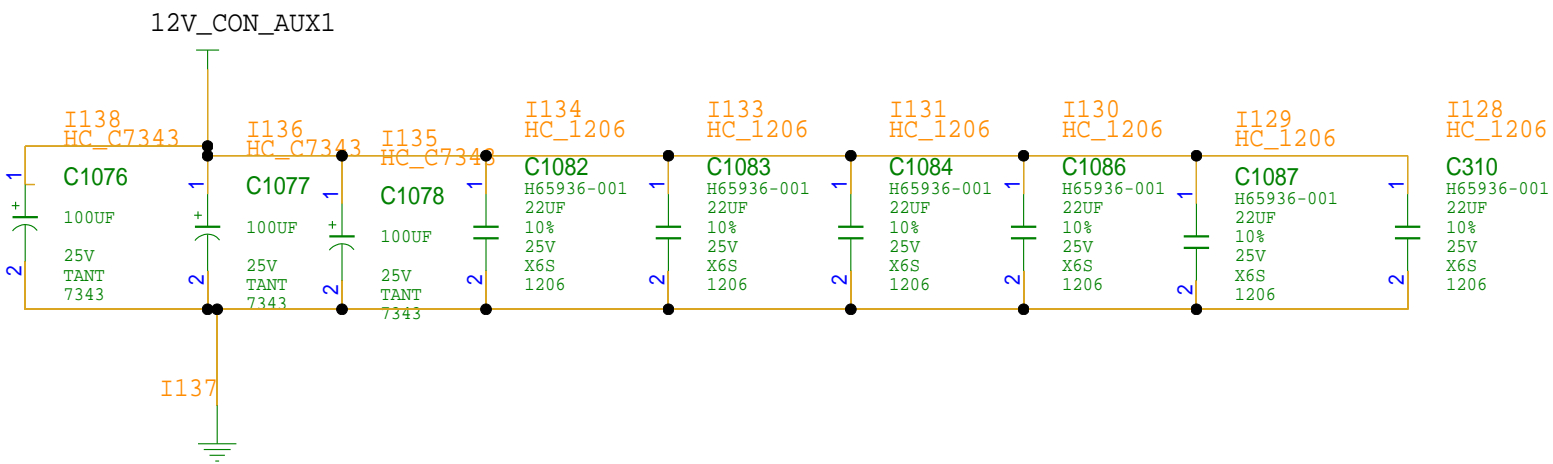 12V_CON_AUX1
I138
HC_C7343
1
C1076
+
100UF
25V
TANT
7343
2
I136
HC_C7343
1
C1077
+
100UF
25V
TANT
7343
2
I135
HC_C7343
1
C1078
+
100UF
25V
TANT
7343
2
I134
HC_1206
1
C1082
H65936-001
22UF
10%
25V
X6S
1206
2
I133
HC_1206
1
C1083
H65936-001
22UF
10%
25V
X6S
1206
2
I131
HC_1206
1
C1084
H65936-001
22UF
10%
25V
X6S
1206
2
I130
HC_1206
1
C1086
H65936-001
22UF
10%
25V
X6S
1206
2
I129
HC_1206
1
C1087
H65936-001
22UF
10%
25V
X6S
1206
2
I128
HC_1206
1
C310
H65936-001
22UF
10%
25V
X6S
1206
2
I137